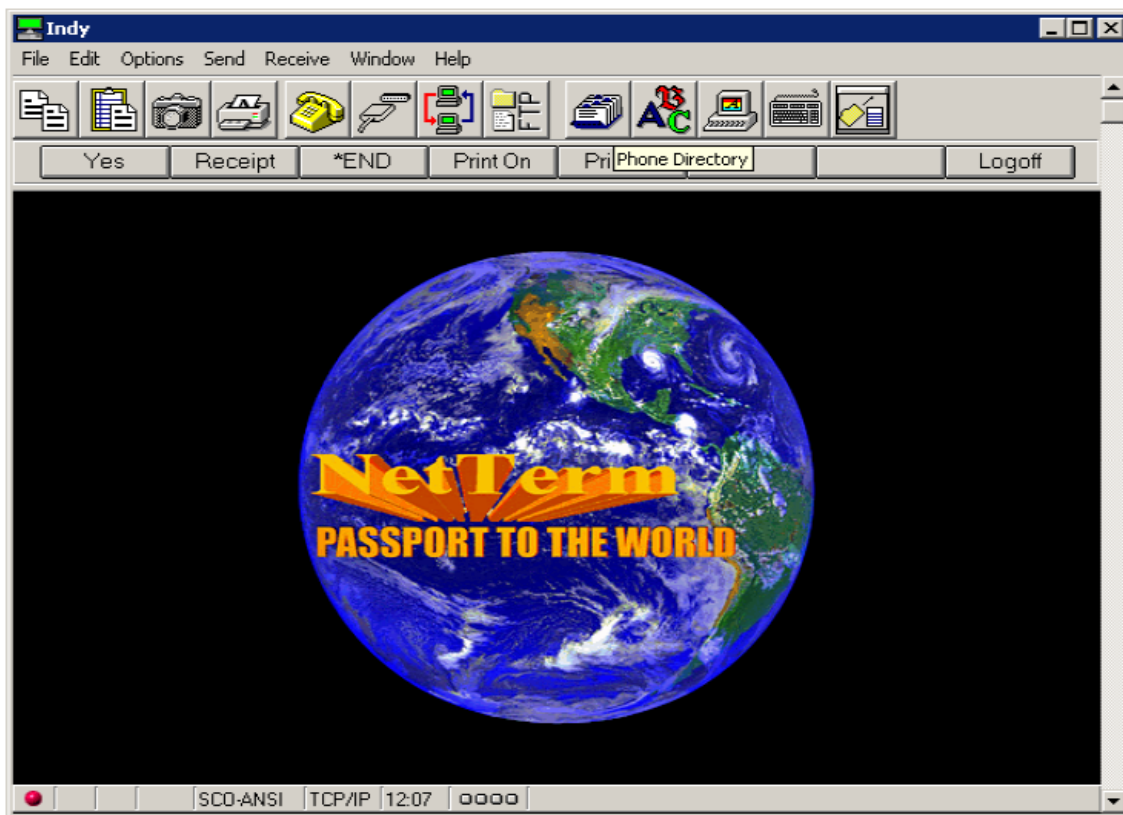 Indy
File Edit Options Send Receive Window Help
FTP
A B C
Yes Receipt *END Print On Pri Phone Directory Logoff
NetTerm
PASSPORT TO THE WORLD
SCO-ANSI TCP/IP 12:07